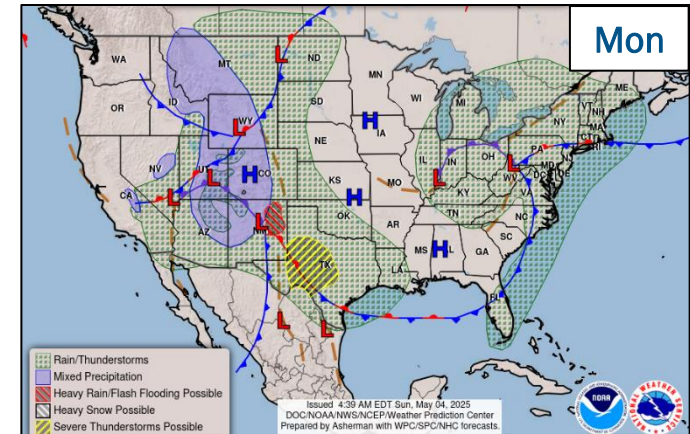 Mon
WA
MT
ND
MN
ME
OR
ID
SD
WI
MI
VT
NH
NY
MA
CT
RI
WY
NE
IA
PA
NV
UT
CO
IL
IN
OH
MD
DE
DC
WV
CA
KS
MO
KY
AZ
NM
OK
AR
TN
NC
SC
TX
LA
MS
GA
FL
L
L
H
L
L
L
H
L
H
L
H
L
L
Rain/Thunderstorms
Mixed Precipitation
Heavy Rain/Flash Flooding Possible
Heavy Snow Possible
Severe Thunderstorms Possible
Issued 4:39 AM EDT Sun, May 04, 2025
DOC/NOAA/NWS/NCEP/Weather Prediction Center
Prepared by Asherman with WPC/SPC/NHC forecasts.
NOAA
NATIONAL WEATHER SERVICE